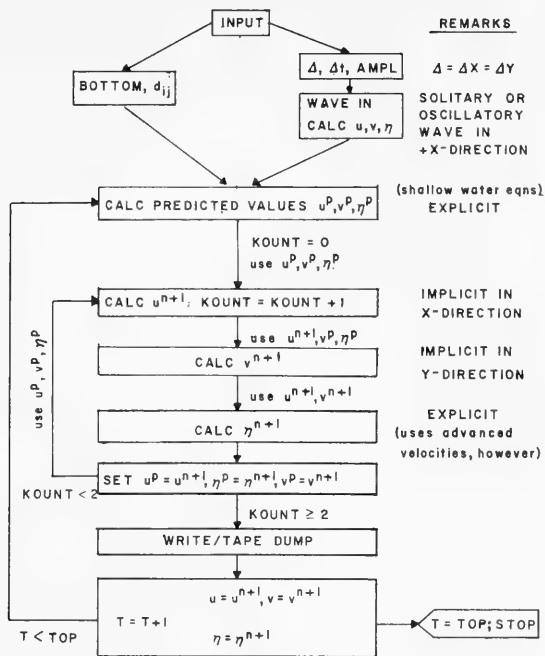 INPUT
REMARKS
Δ, Δt, AMPL
Δ = ΔX = ΔY
BOTTOM, d_ij
WAVE IN
CALC u, v, η
SOLITARY OR
OSCILLATORY
WAVE IN
+X-DIRECTION
CALC PREDICTED VALUES u^p, v^p, η^p
(shallow water eqns)
EXPLICIT
KOUNT = 0
use u^p, v^p, η^p
CALC u^n+1; KOUNT = KOUNT + 1
IMPLICIT IN
X-DIRECTION
use u^n+1, v^p, η^p
CALC v^n+1
IMPLICIT IN
Y-DIRECTION
use u^n+1, v^n+1
CALC η^n+1
EXPLICIT
(uses advanced
velocities, however)
use u^p, v^p, η^p
SET u^p = u^n+1, η^p = η^n+1, v^p = v^n+1
KOUNT < 2
KOUNT ≥ 2
WRITE/TAPE DUMP
u = u^n+1, v = v^n+1
T = T+1
η = η^n+1
T < TOP
T = TOP; STOP